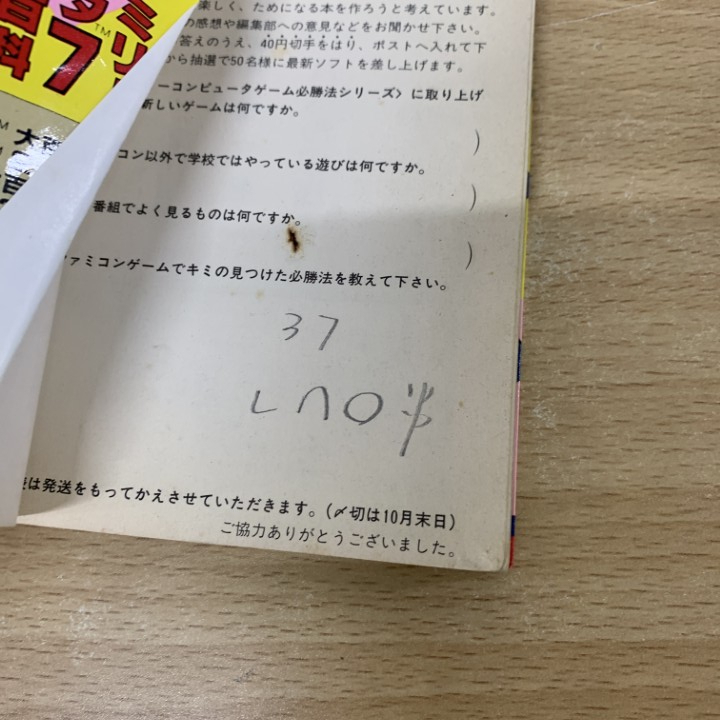 ミリ
タ™
百科 7
楽しく、ためになる本を作ろうと考えています。
の感想や編集部への意見などをお聞かせ下さい。
答えのうえ、40円切手をはり、ポストへ入れて下
から抽選で50名様に最新ソフトを差し上げます。
ーコンピュータゲーム必勝法シリーズ〉に取り上げ
新しいゲームは何ですか。
)
コン以外で学校ではやっている遊びは何ですか。
)
番組でよく見るものは何ですか。
)
ファミコンゲームでキミの見つけた必勝法を教えて下さい。
37
は発送をもってかえさせていただきます。(〆切は10月末日)
ご協力ありがとうございました。